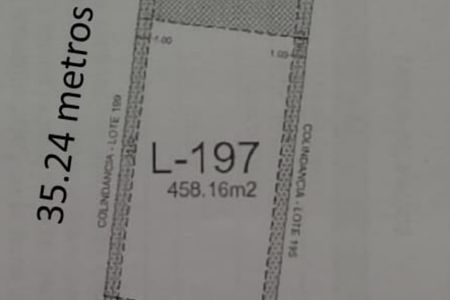 35.24 metros
1.00
1.00
COLINDANCIA - LOTE 199
L-197
458.16m2
COLINDANCIA - LOTE 195